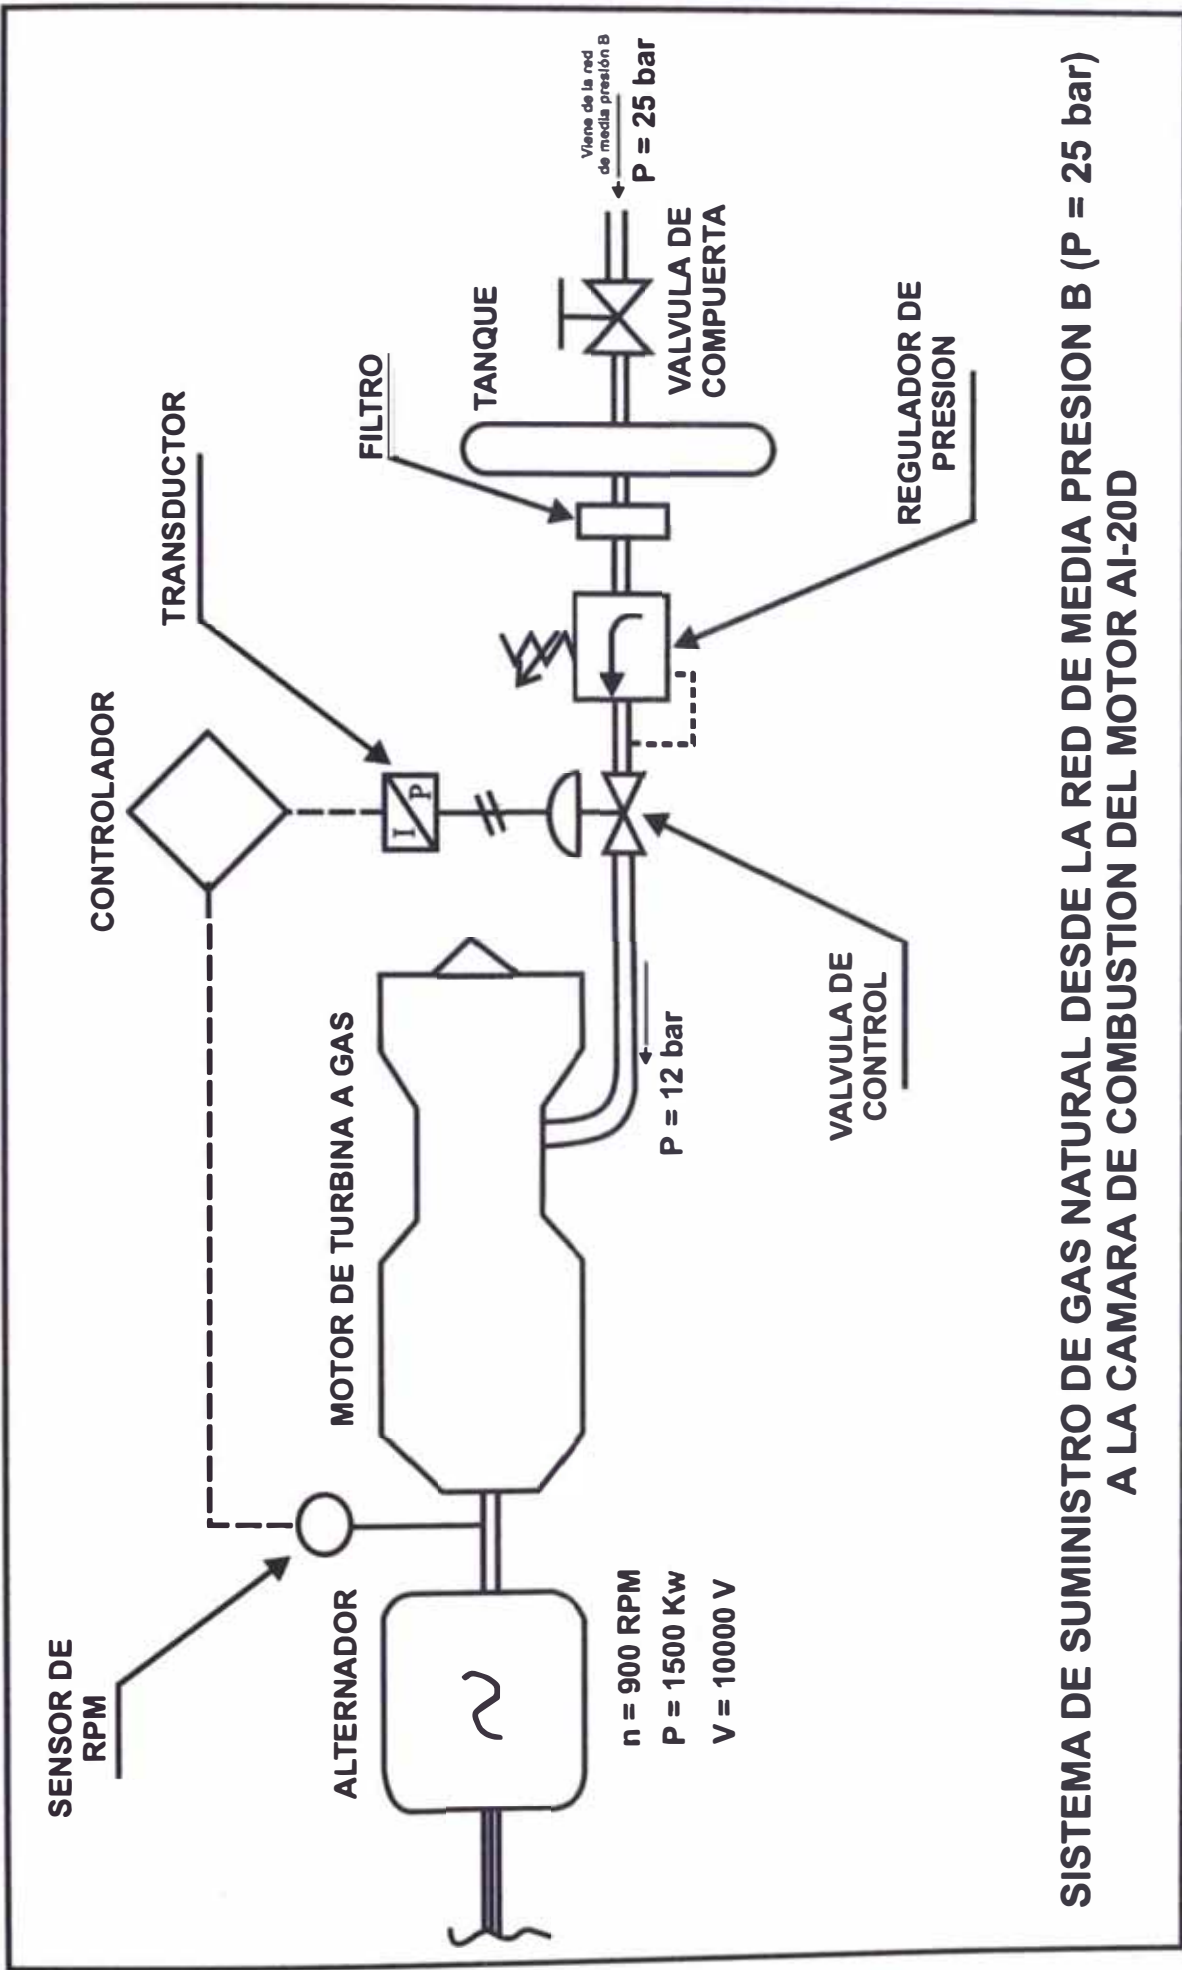 SENSOR DE
RPM
CONTROLADOR
TRANSDUCTOR
ALTERNADOR
MOTOR DE TURBINA A GAS
FILTRO
TANQUE
I
P
Viene de la red
de media presión B
P = 25 bar
VALVULA DE
COMPUERTA
n = 900 RPM
P = 1500 Kw
V = 10000 V
P = 12 bar
VALVULA DE
CONTROL
REGULADOR DE
PRESION
SISTEMA DE SUMINISTRO DE GAS NATURAL DESDE LA RED DE MEDIA PRESION B (P = 25 bar)
A LA CAMARA DE COMBUSTION DEL MOTOR AI-20D